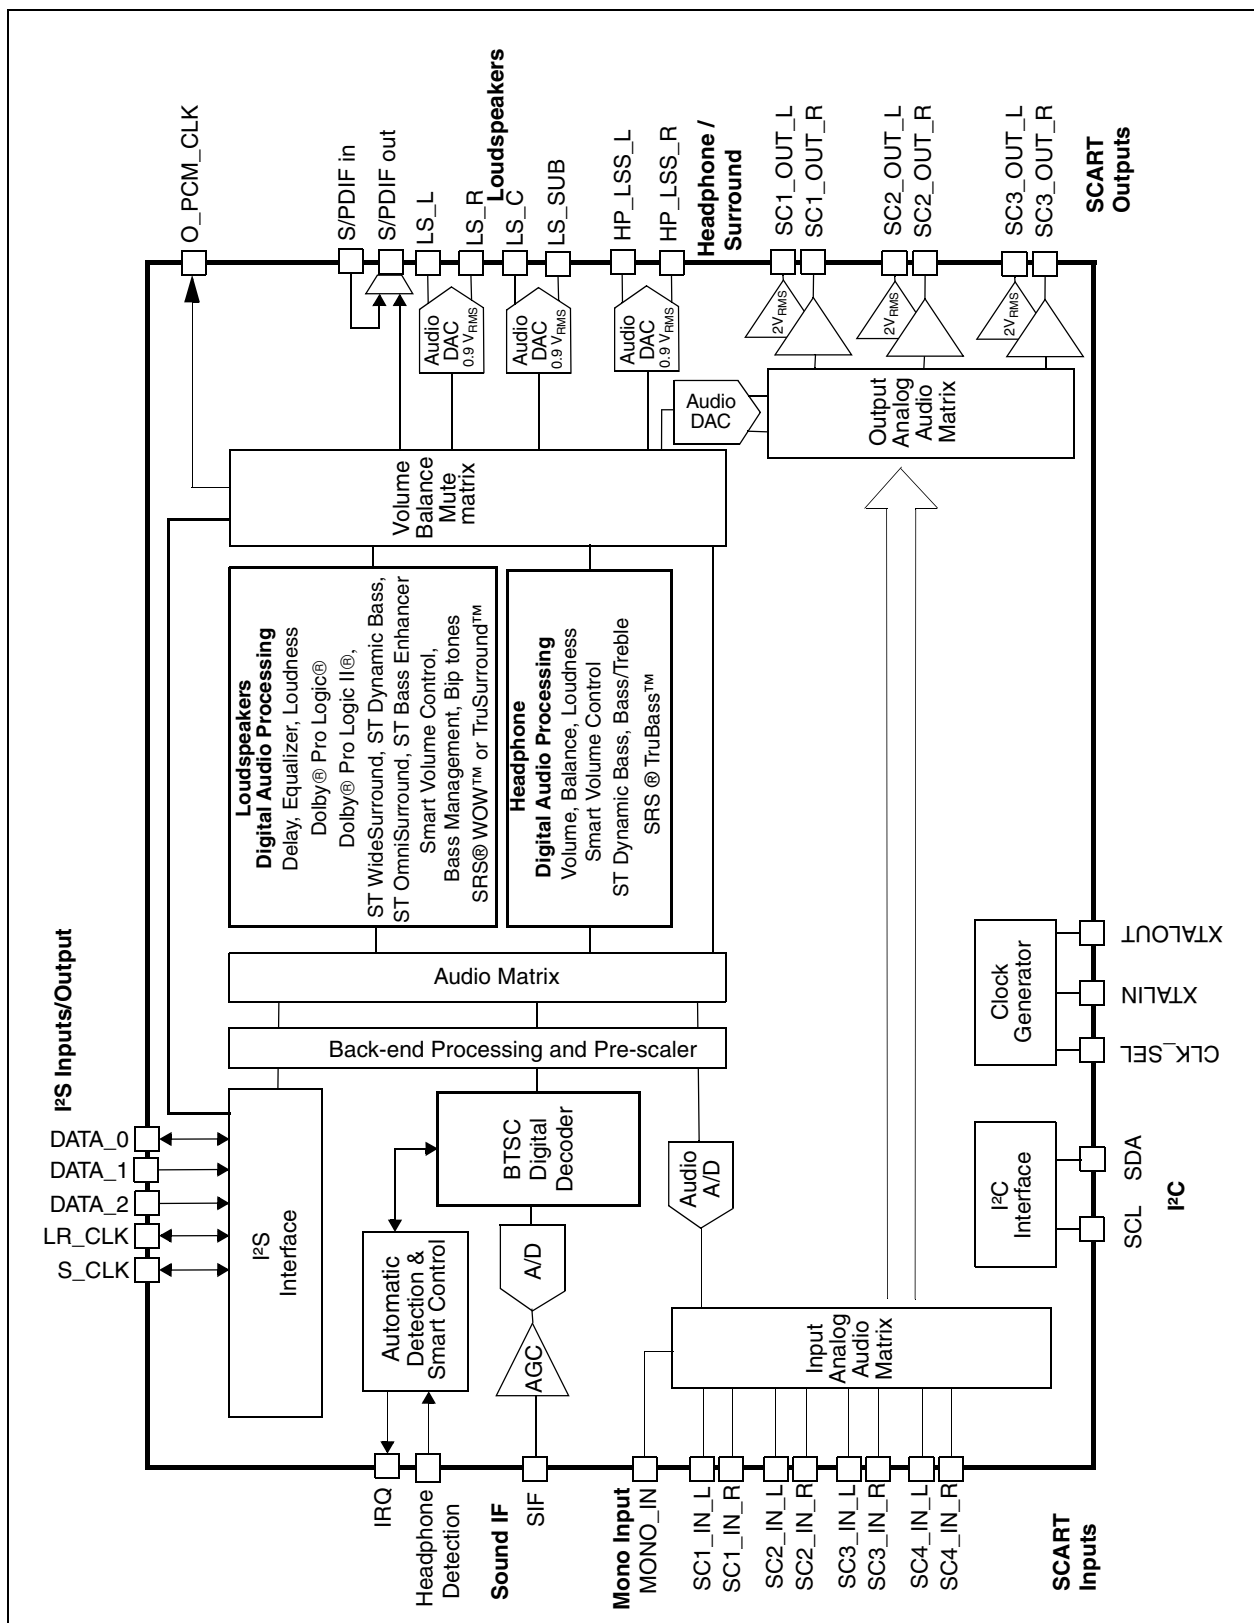 I²S Inputs/Output
DATA_0
DATA_1
DATA_2
LR_CLK
S_CLK
I²S
Interface
IRQ
Headphone
Detection
Automatic
Detection &
Smart Control
Sound IF
SIF
AGC
A/D
BTSC
Digital
Decoder
Mono Input
MONO_IN
SC1_IN_L
SC1_IN_R
SC2_IN_L
SC2_IN_R
SC3_IN_L
SC3_IN_R
SC4_IN_L
SC4_IN_R
SCART
Inputs
Input
Analog
Audio
Matrix
Audio
A/D
Back-end Processing and Pre-scaler
Audio Matrix
Loudspeakers
Digital Audio Processing
Delay, Equalizer, Loudness
Dolby® Pro Logic®
Dolby® Pro Logic II®,
ST WideSurround, ST Dynamic Bass,
ST OmniSurround, ST Bass Enhancer
Smart Volume Control,
Bass Management, Bip tones
SRS® WOW™ or TruSurround™
Headphone
Digital Audio Processing
Volume, Balance, Loudness
Smart Volume Control
ST Dynamic Bass, Bass/Treble
SRS ® TruBass™
Volume
Balance
Mute
matrix
Audio
DAC
0.9 VRMS
Audio
DAC
0.9 VRMS
Audio
DAC
0.9 VRMS
Audio
DAC
Output
Analog
Audio
Matrix
2VRMS
2VRMS
2VRMS
O_PCM_CLK
S/PDIF in
S/PDIF out
LS_L
LS_R
LS_C
LS_SUB
Loudspeakers
HP_LSS_L
HP_LSS_R
Headphone /
Surround
SC1_OUT_L
SC1_OUT_R
SC2_OUT_L
SC2_OUT_R
SC3_OUT_L
SC3_OUT_R
SCART
Outputs
I²C
Interface
SCL
SDA
I²C
Clock
Generator
CLK_SEL
XTALIN
XTALOUT